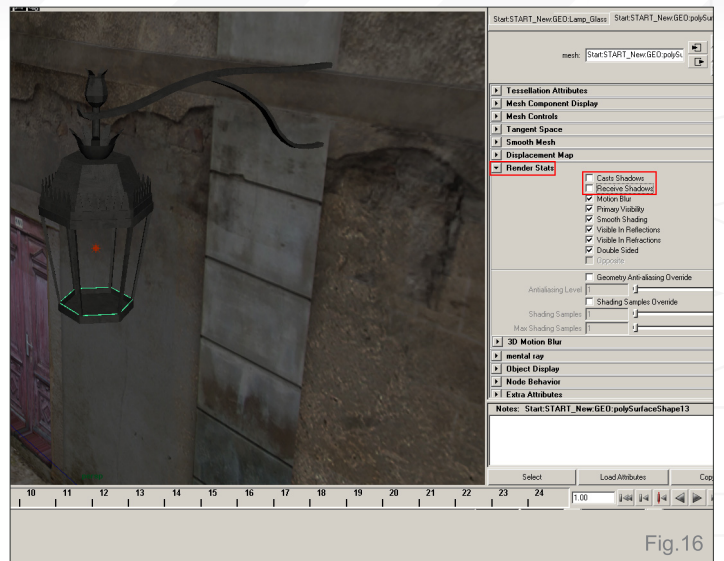 Start:START_New:GEO:Lamp_Glass Start:START_New:GEO:polySur
mesh: Start:START_New:GEO:polySu
Tessellation Attributes
Mesh Component Display
Mesh Controls
Tangent Space
Smooth Mesh
Displacement Map
Render Stats
Casts Shadows
Receive Shadows
Motion Blur
Primary Visibility
Smooth Shading
Visible In Reflections
Visible In Refractions
Double Sided
Opposite
Geometry Anti-aliasing Override
Antialiasing Level 1
Shading Samples Override
Shading Samples 1
Max Shading Samples 1
3D Motion Blur
mental ray
Object Display
Node Behavior
Extra Attributes
Notes: Start:START_New:GEO:polySurfaceShape13
Select Load Attributes Copy
10 11 12 13 14 15 16 17 18 19 20 21 22 23 24 1.00
Fig.16